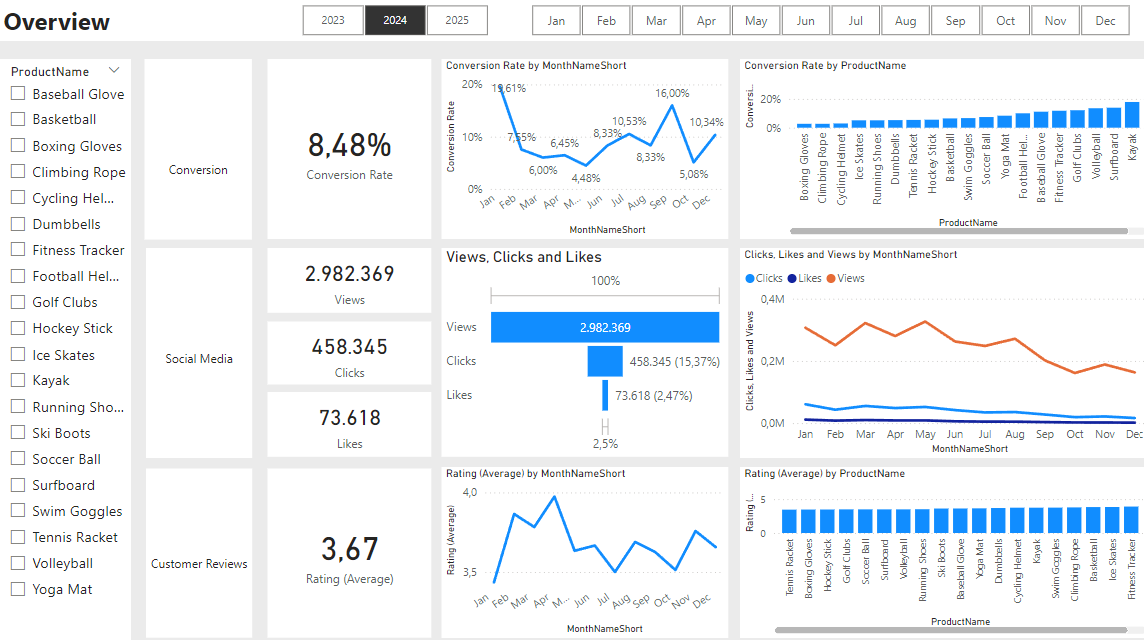 Overview
2023 2024 2025
Jan Feb Mar Apr May Jun Jul Aug Sep Oct Nov Dec
ProductName
Baseball Glove
Basketball
Boxing Gloves
Climbing Rope
Cycling Hel...
Dumbbells
Fitness Tracker
Football Hel...
Golf Clubs
Hockey Stick
Ice Skates
Kayak
Running Sho...
Ski Boots
Soccer Ball
Surfboard
Swim Goggles
Tennis Racket
Volleyball
Yoga Mat
Conversion
8,48%
Conversion Rate
Conversion Rate by MonthNameShort
Conversion Rate
20%
10%
0%
19,61%
7,55%
6,00%
6,45%
4,48%
8,33%
10,53%
8,33%
16,00%
5,08%
10,34%
Jan Feb Mar Apr M... Jun Jul Aug Sep Oct Dec
MonthNameShort
Conversion Rate by ProductName
Conversi...
20%
0%
Boxing Gloves
Climbing Rope
Cycling Helmet
Ice Skates
Running Shoes
Dumbbells
Tennis Racket
Hockey Stick
Basketball
Swim Goggles
Soccer Ball
Yoga Mat
Football Hel...
Baseball Glove
Fitness Tracker
Golf Clubs
Volleyball
Surfboard
Kayak
ProductName
Social Media
2.982.369
Views
458.345
Clicks
73.618
Likes
Views, Clicks and Likes
100%
Views 2.982.369
Clicks 458.345 (15,37%)
Likes 73.618 (2,47%)
2,5%
Clicks, Likes and Views by MonthNameShort
Clicks Likes Views
Clicks, Likes and Views
0,4M
0,2M
0,0M
Jan Feb Mar Apr May Jun Jul Aug Sep Oct Nov Dec
MonthNameShort
Customer Reviews
3,67
Rating (Average)
Rating (Average) by MonthNameShort
Rating (Average)
4,0
3,5
Jan Feb Mar Apr M... Jun Jul Aug Sep Oct Nov Dec
MonthNameShort
Rating (Average) by ProductName
Rating (...
5
0
Tennis Racket
Boxing Gloves
Hockey Stick
Golf Clubs
Soccer Ball
Surfboard
Volleyball
Running Shoes
Ski Boots
Baseball Glove
Yoga Mat
Dumbbells
Cycling Helmet
Kayak
Swim Goggles
Climbing Rope
Basketball
Ice Skates
Fitness Tracker
ProductName